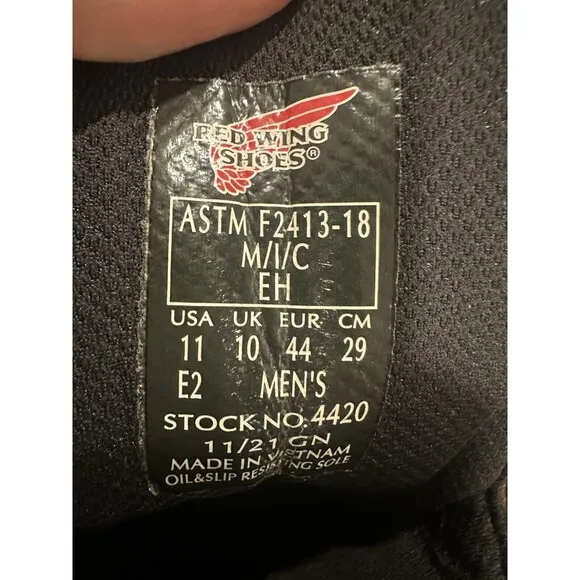 RED WING
SHOES®
ASTM F2413-18
M/I/C
EH
USA UK EUR CM
11 10 44 29
E2 MEN'S
STOCK NO. 4420
11/21 GN
MADE IN VIETNAM
OIL&SLIP RESISTING SOLE